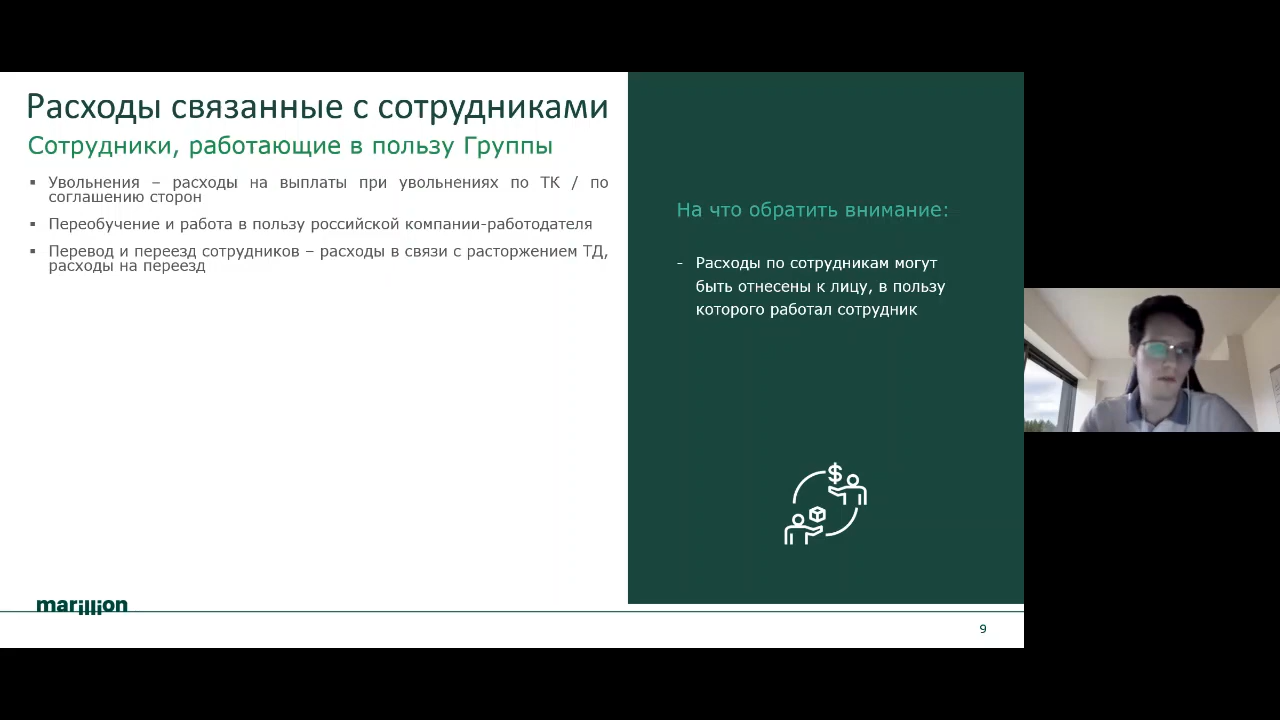 Расходы связанные с сотрудниками
Сотрудники, работающие в пользу Группы
▪ Увольнения – расходы на выплаты при увольнениях по ТК / по
соглашению сторон
▪ Переобучение и работа в пользу российской компании-работодателя
▪ Перевод и переезд сотрудников – расходы в связи с расторжением ТД,
расходы на переезд
На что обратить внимание:
- Расходы по сотрудникам могут
быть отнесены к лицу, в пользу
которого работал сотрудник
$
marillion
9